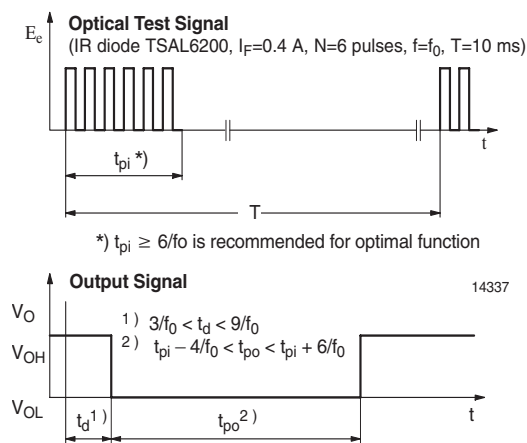 Optical Test Signal
E_e
(IR diode TSAL6200, I_F=0.4 A, N=6 pulses, f=f_0, T=10 ms)
t
t_pi *)
T
*) t_pi ≥ 6/fo is recommended for optimal function
Output Signal
14337
V_O
V_OH
V_OL
1) 3/f_0 < t_d < 9/f_0
2) t_pi – 4/f_0 < t_po < t_pi + 6/f_0
t_d 1)
t_po 2)
t